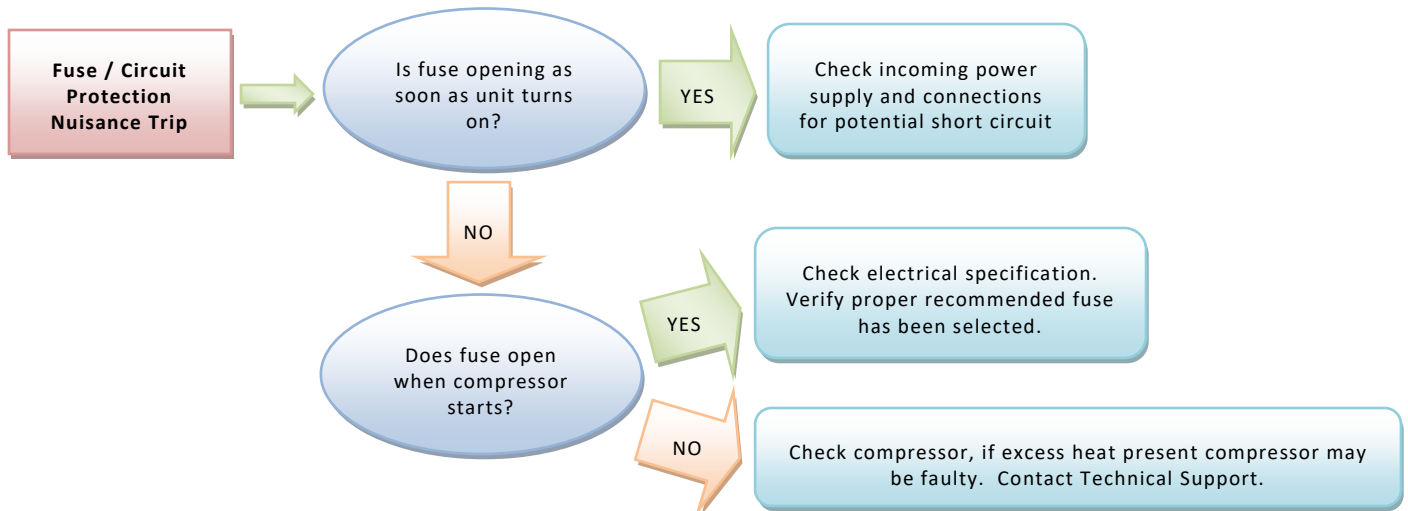 Fuse / Circuit
Protection
Nuisance Trip
Is fuse opening as
soon as unit turns
on?
YES
Check incoming power
supply and connections
for potential short circuit
NO
Does fuse open
when compressor
starts?
YES
Check electrical specification.
Verify proper recommended fuse
has been selected.
NO
Check compressor, if excess heat present compressor may
be faulty. Contact Technical Support.